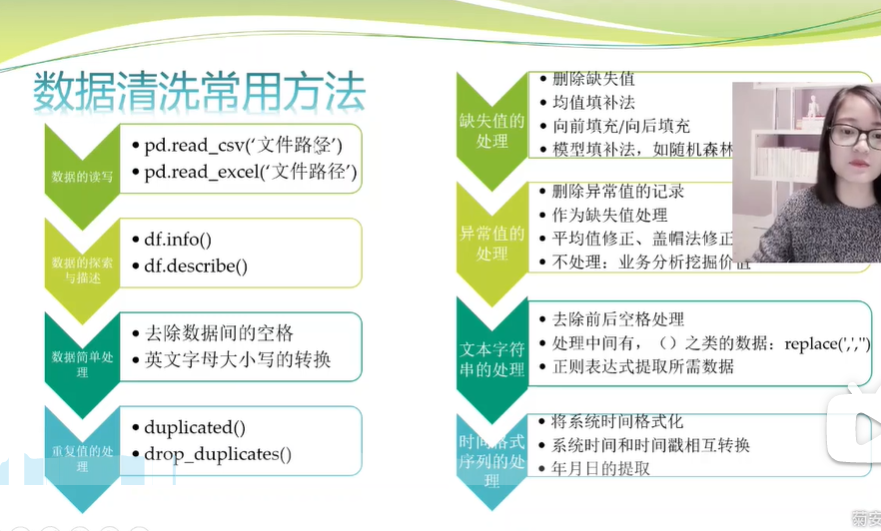 数据清洗常用方法
数据的读写
• pd.read_csv(‘文件路径’)
• pd.read_excel(‘文件路径’)
数据的探索
与描述
• df.info()
• df.describe()
数据简单处
理
• 去除数据间的空格
• 英文字母大小写的转换
重复值的处
理
• duplicated()
• drop_duplicates()
缺失值的
处理
• 删除缺失值
• 均值填补法
• 向前填充/向后填充
• 模型填补法，如随机森林
异常值的
处理
• 删除异常值的记录
• 作为缺失值处理
• 平均值修正、盖帽法修正
• 不处理：业务分析挖掘价值
文本字符
串的处理
• 去除前后空格处理
• 处理中间有，（）之类的数据：replace(',','')
• 正则表达式提取所需数据
时间格式
序列的处
理
• 将系统时间格式化
• 系统时间和时间戳相互转换
• 年月日的提取